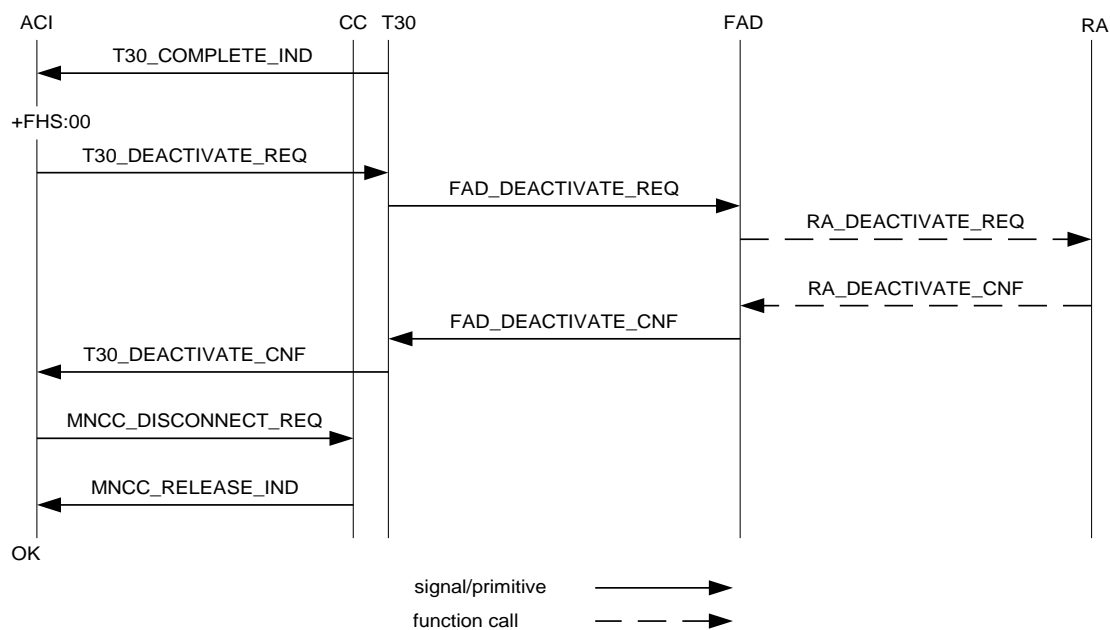 ACI CC T30 FAD RA
T30_COMPLETE_IND
+FHS:00
T30_DEACTIVATE_REQ
FAD_DEACTIVATE_REQ
RA_DEACTIVATE_REQ
RA_DEACTIVATE_CNF
FAD_DEACTIVATE_CNF
T30_DEACTIVATE_CNF
MNCC_DISCONNECT_REQ
MNCC_RELEASE_IND
OK
signal/primitive
function call